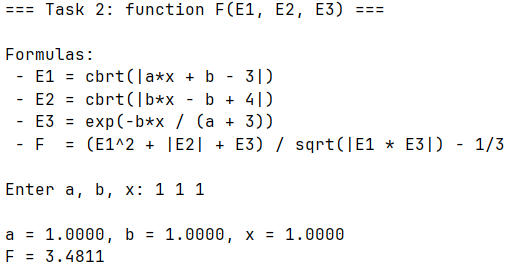 === Task 2: function F(E1, E2, E3) ===
Formulas:
- E1 = cbrt(|a*x + b - 3|)
- E2 = cbrt(|b*x - b + 4|)
- E3 = exp(-b*x / (a + 3))
- F  = (E1^2 + |E2| + E3) / sqrt(|E1 * E3|) - 1/3
Enter a, b, x: 1 1 1
a = 1.0000, b = 1.0000, x = 1.0000
F = 3.4811